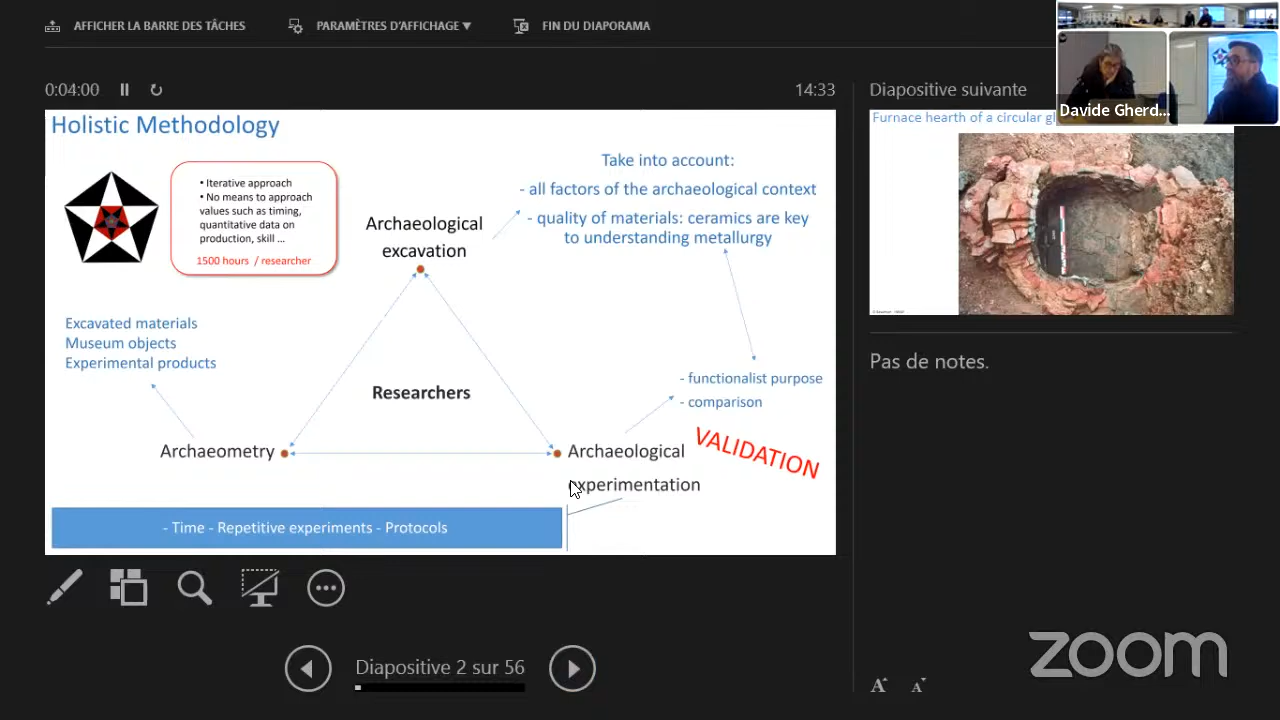 AFFICHER LA BARRE DES TÂCHES
PARAMÈTRES D'AFFICHAGE ▼
FIN DU DIAPORAMA
0:04:00
14:33
Diapositive suivante
Davide Gherd...
Holistic Methodology
• Iterative approach
• No means to approach
values such as timing,
quantitative data on
production, skill ...
1500 hours / researcher
Archaeological
excavation
Take into account:
- all factors of the archaeological context
- quality of materials: ceramics are key
to understanding metallurgy
Excavated materials
Museum objects
Experimental products
Researchers
- functionalist purpose
- comparison
VALIDATION
Archaeometry
Archaeological
experimentation
- Time - Repetitive experiments - Protocols
Furnace hearth of a circular
Pas de notes.
Diapositive 2 sur 56
A A
zoom